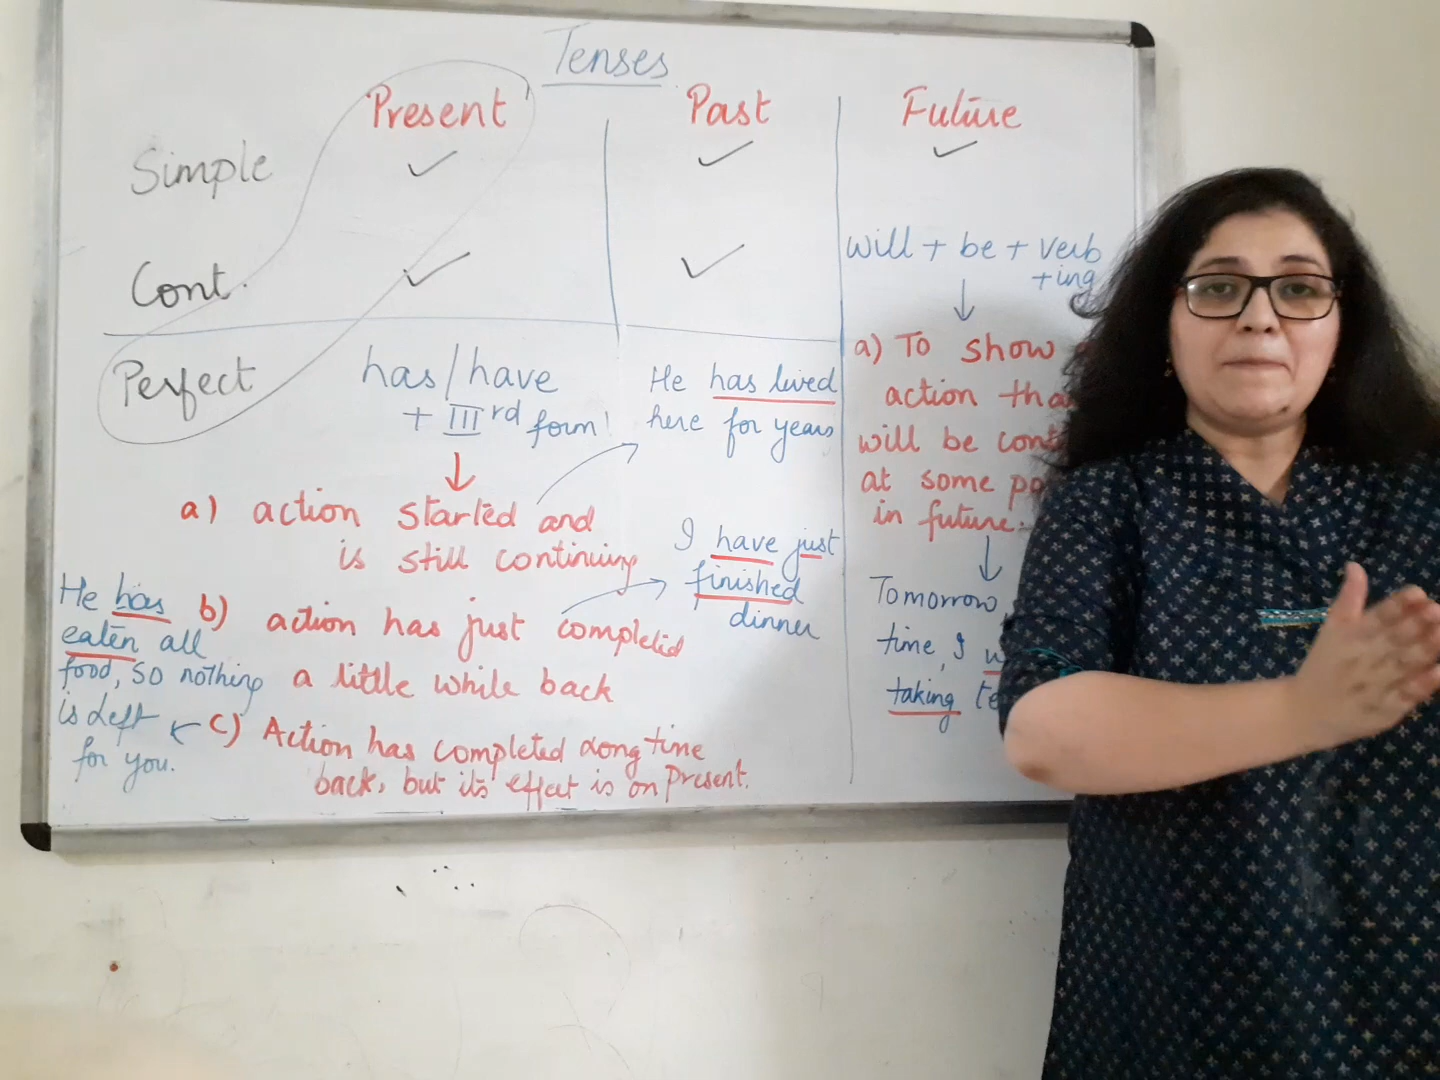 Tenses
Present Past Future
Simple ✓ ✓ ✓
Cont. ✓ ✓
Perfect
has/have
+ IIIrd form
a) action started and
is still continuing
b) action has just completed
a little while back
c) Action has completed long time
back, but its effect is on Present.
He has
eaten all
food, so nothing
is left
for you.
He has lived
here for years
I have just
finished
dinner
will + be + verb
+ing
a) To show
action
will be
at some
in future.
Tomorrow
time, I
taking